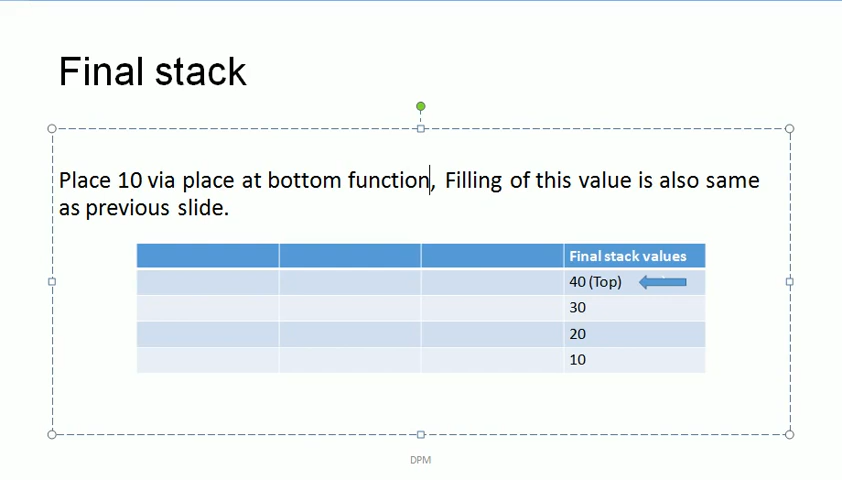 Final stack
Place 10 via place at bottom function, Filling of this value is also same
as previous slide.
Final stack values
40 (Top)
30
20
10
DPM